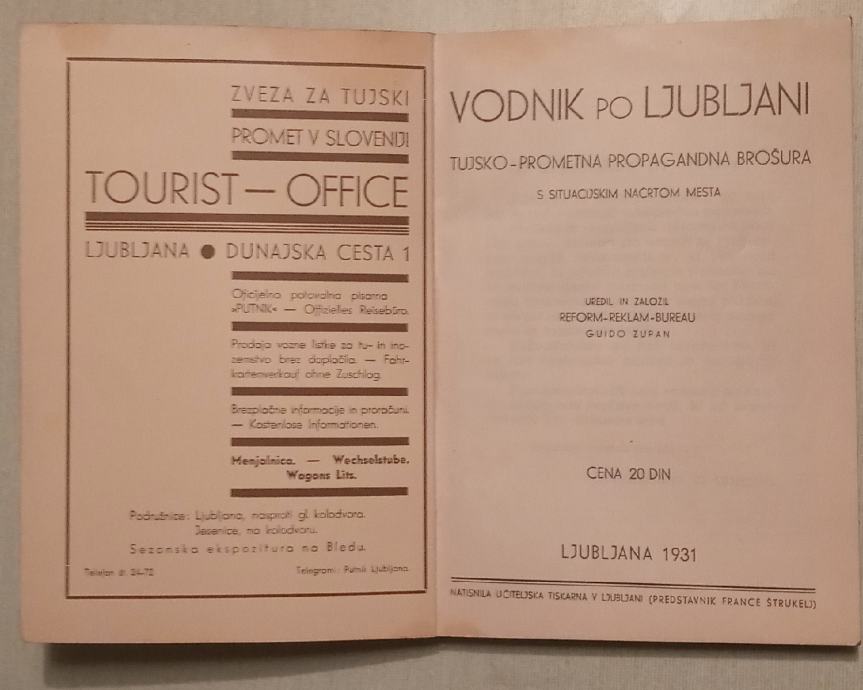 ZVEZA ZA TUJSKI
PROMET V SLOVENIJI
TOURIST — OFFICE
LJUBLJANA ● DUNAJSKA CESTA 1
Oficijelna potovalna pisarna
»PUTNIK« — Offizielles Reisebüro.
Prodaja vozne listke za tu- in ino-
zemstvo brez doplačila. — Fahr-
kartenverkauf ohne Zuschlag.
Brezplačne informacije in proračuni.
— Kostenlose Informationen.
Menjalnica. — Wechselstube.
Wagons Lits.
Podružnice: Ljubljana, nasproti gl. kolodvora.
Jesenice, na kolodvoru.
Sezonska ekspozitura na Bledu.
Telefon št. 24-72
Telegrami: Putnik Ljubljana.
VODNIK PO LJUBLJANI
TUJSKO-PROMETNA PROPAGANDNA BROŠURA
S SITUACIJSKIM NAČRTOM MESTA
UREDIL IN ZALOŽIL
REFORM-REKLAM-BUREAU
GUIDO ZUPAN
CENA 20 DIN
LJUBLJANA 1931
NATISNILA UČITELJSKA TISKARNA V LJUBLJANI (PREDSTAVNIK FRANCE ŠTRUKELJ)